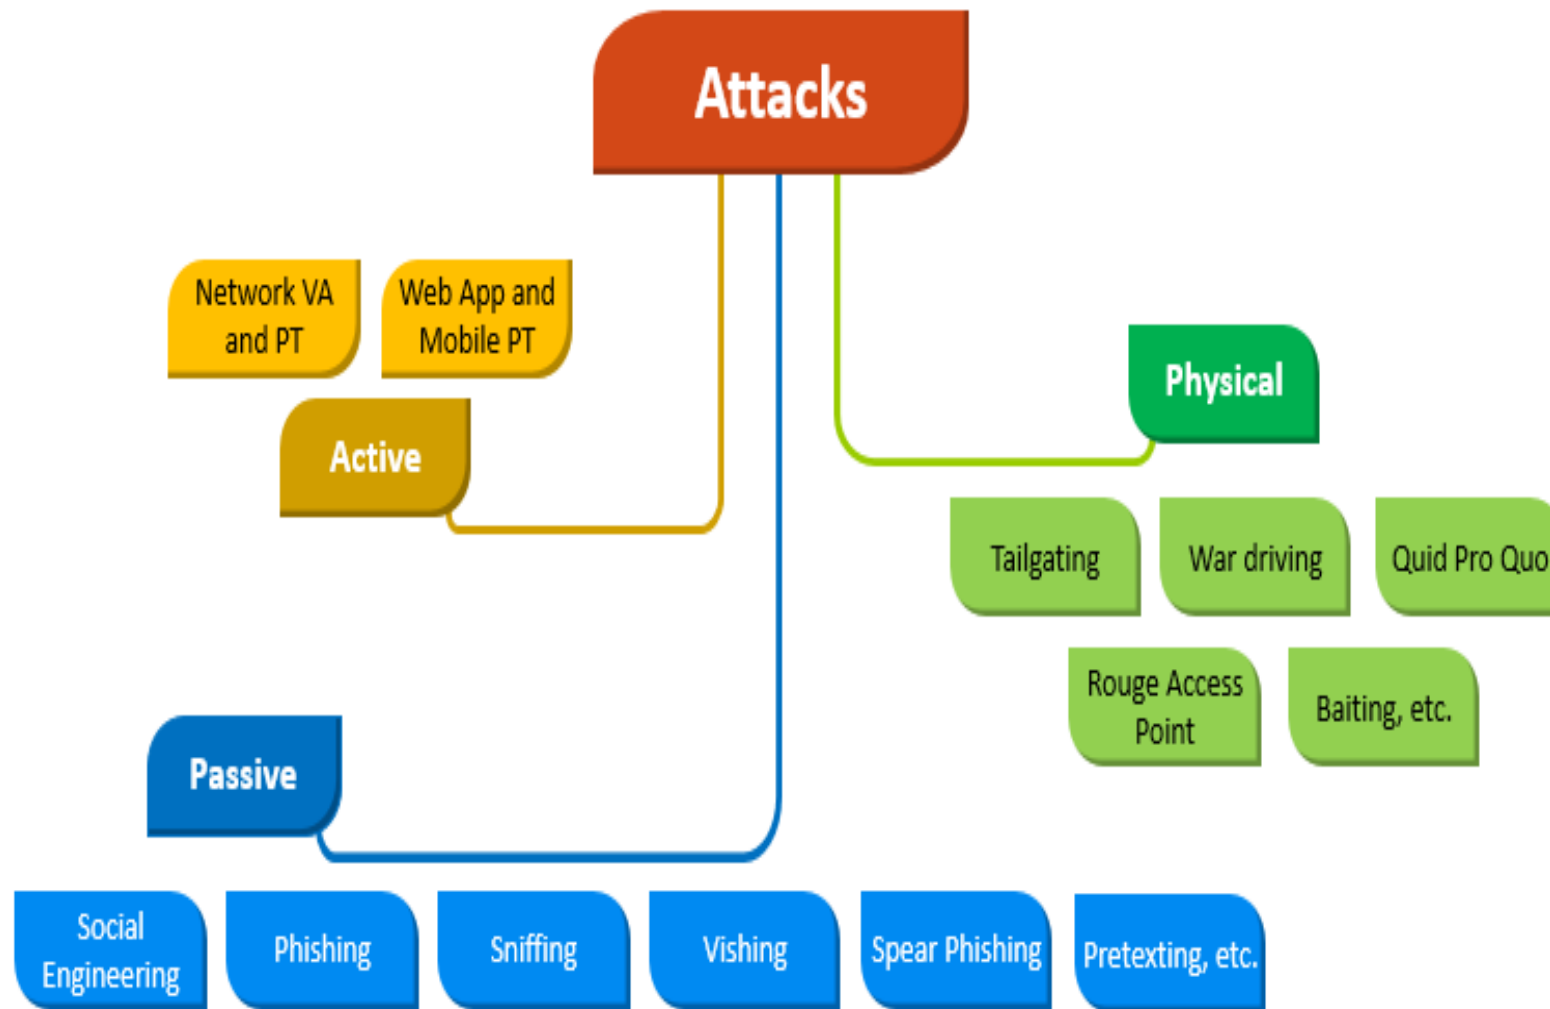 Attacks
Network VA
and PT
Web App and
Mobile PT
Active
Physical
Tailgating
War driving
Quid Pro Quo
Rouge Access
Point
Baiting, etc.
Passive
Social
Engineering
Phishing
Sniffing
Vishing
Spear Phishing
Pretexting, etc.